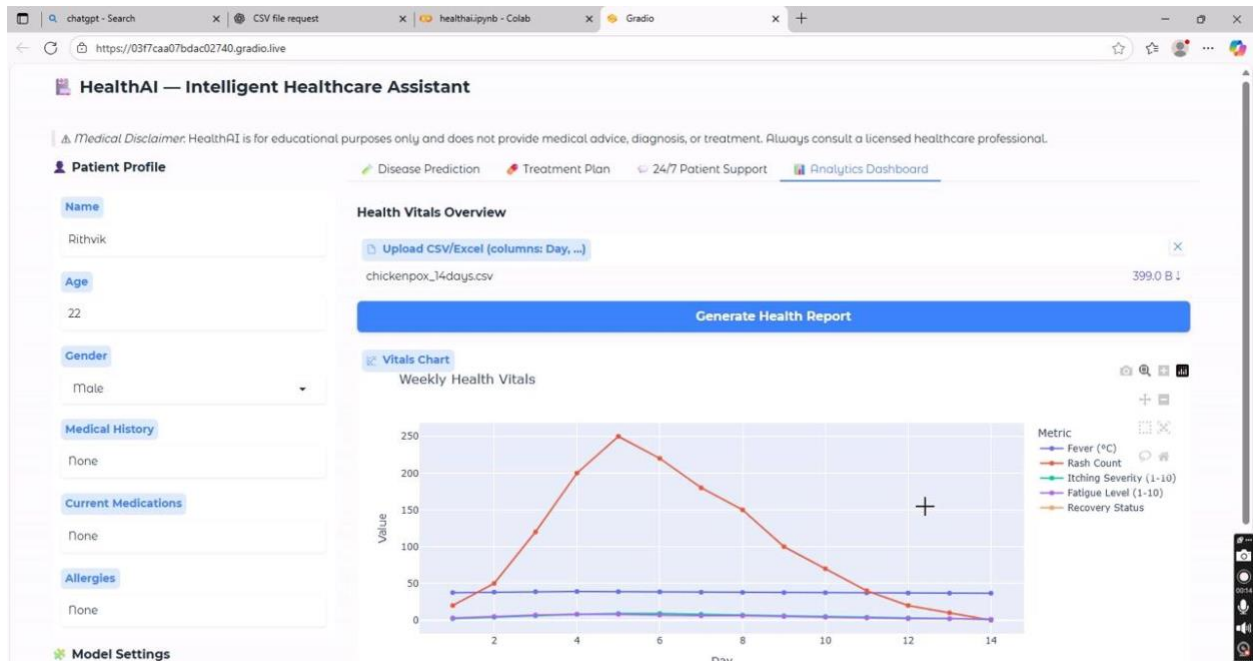 chatgpt - Search
CSV file request
healthai.ipynb - Colab
Gradio
https://03f7caa07bdac02740.gradio.live
HealthAI — Intelligent Healthcare Assistant
⚠ Medical Disclaimer: HealthAI is for educational purposes only and does not provide medical advice, diagnosis, or treatment. Always consult a licensed healthcare professional.
Patient Profile
Name
Rithvik
Age
22
Gender
Male
Medical History
None
Current Medications
None
Allergies
None
Model Settings
Disease Prediction
Treatment Plan
24/7 Patient Support
Analytics Dashboard
Health Vitals Overview
Upload CSV/Excel (columns: Day, ...)
chickenpox_14days.csv
399.0 B ↓
Generate Health Report
Vitals Chart
Weekly Health Vitals
250
200
150
100
50
0
Value
2
4
6
8
10
12
14
Day
Metric
Fever (°C)
Rash Count
Itching Severity (1-10)
Fatigue Level (1-10)
Recovery Status
00:14